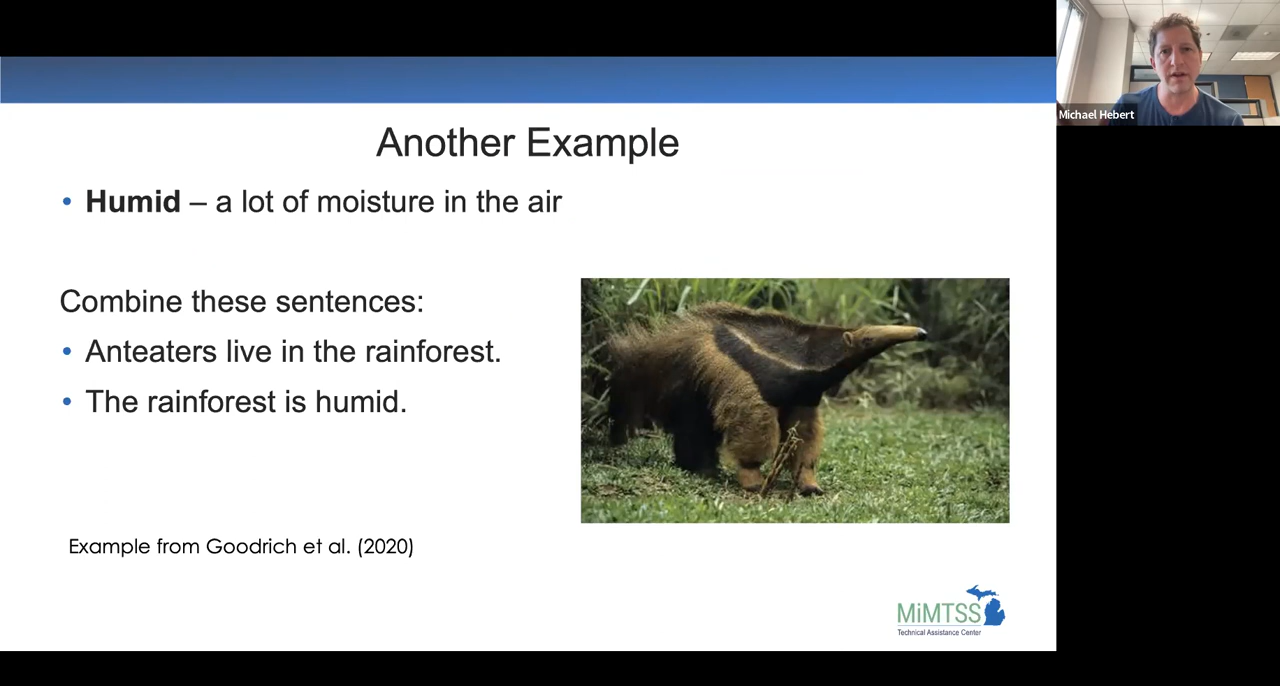 Another Example
• Humid – a lot of moisture in the air
Combine these sentences:
• Anteaters live in the rainforest.
• The rainforest is humid.
Example from Goodrich et al. (2020)
MiMTSS
Technical Assistance Center
Michael Hebert